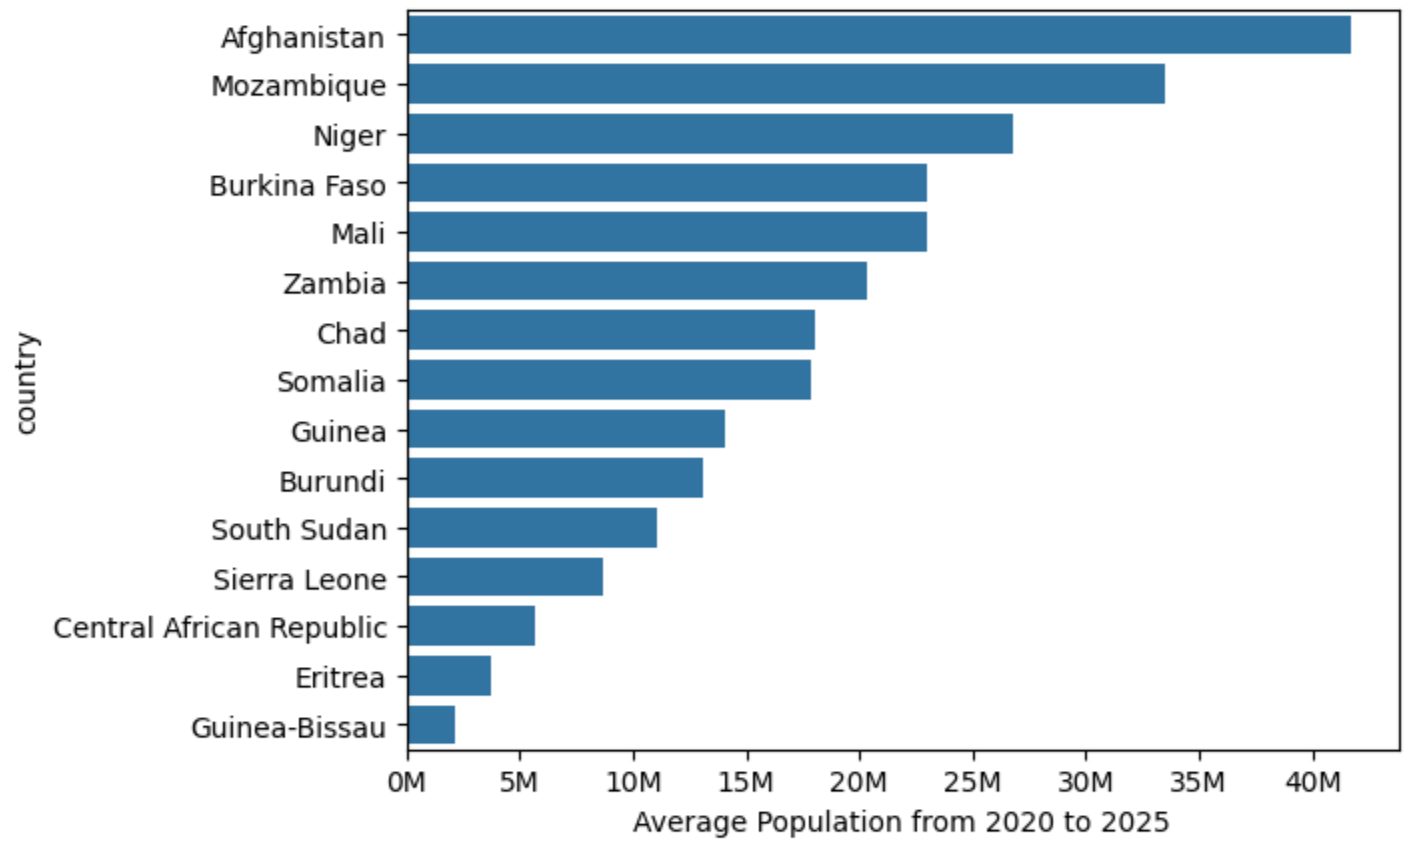 Afghanistan
Mozambique
Niger
Burkina Faso
Mali
Zambia
Chad
Somalia
Guinea
Burundi
South Sudan
Sierra Leone
Central African Republic
Eritrea
Guinea-Bissau
country
0M 5M 10M 15M 20M 25M 30M 35M 40M
Average Population from 2020 to 2025